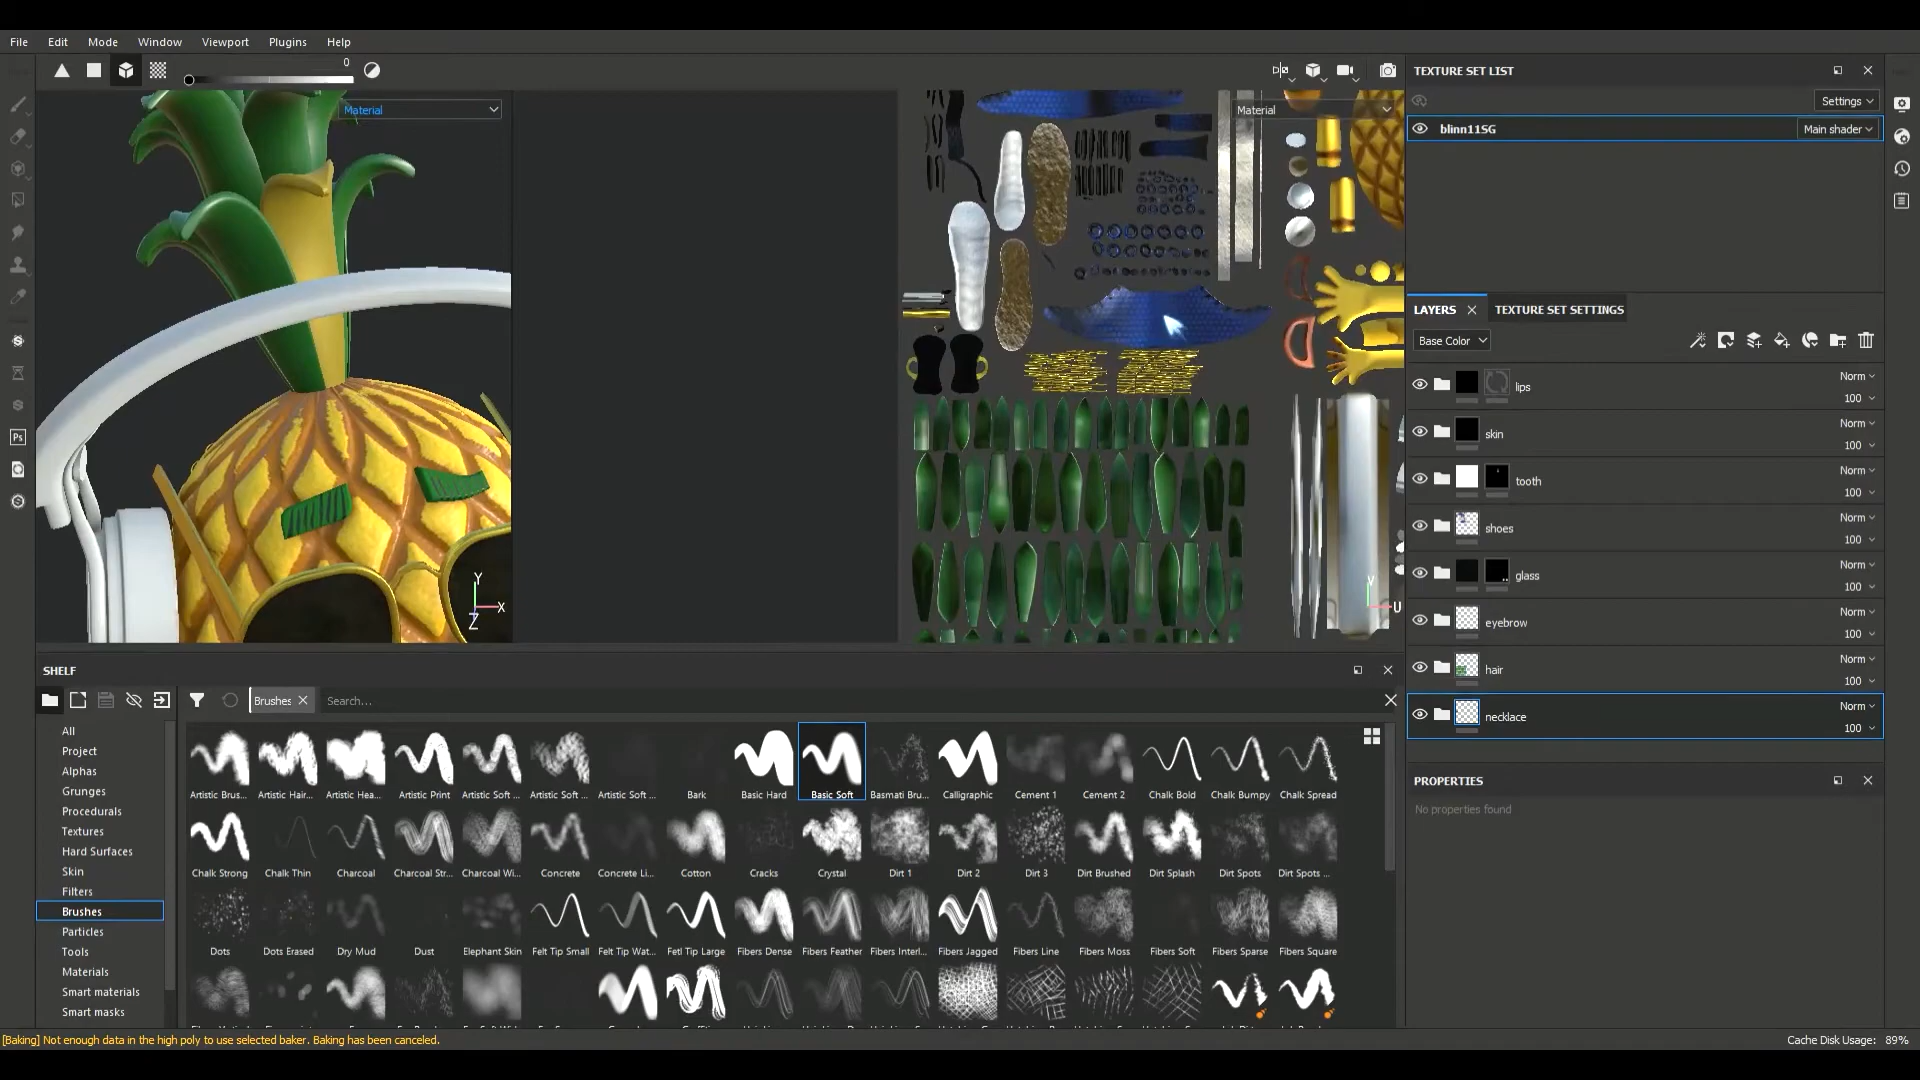 File Edit Mode Window Viewport Plugins Help
0
Material
Material
Y
X
Z
V
U
TEXTURE SET LIST
Settings
blinn11SG
Main shader
LAYERS
TEXTURE SET SETTINGS
Base Color
lips
Norm
100
skin
Norm
100
tooth
Norm
100
shoes
Norm
100
glass
Norm
100
eyebrow
Norm
100
hair
Norm
100
necklace
Norm
100
PROPERTIES
No properties found
Ps
SHELF
Brushes
Search...
All
Project
Alphas
Grunges
Procedurals
Textures
Hard Surfaces
Skin
Filters
Brushes
Particles
Tools
Materials
Smart materials
Smart masks
Artistic Brus... Artistic Hair... Artistic Hea... Artistic Print Artistic Soft ... Artistic Soft ... Artistic Soft ... Bark Basic Hard Basic Soft Basmati Bru... Calligraphic Cement 1 Cement 2 Chalk Bold Chalk Bumpy Chalk Spread
Chalk Strong Chalk Thin Charcoal Charcoal Str... Charcoal Wi... Concrete Concrete Li... Cotton Cracks Crystal Dirt 1 Dirt 2 Dirt 3 Dirt Brushed Dirt Splash Dirt Spots Dirt Spots ...
Dots Dots Erased Dry Mud Dust Elephant Skin Felt Tip Small Felt Tip Wat... Fetl Tip Large Fibers Dense Fibers Feather Fibers Interl... Fibers Jagged Fibers Line Fibers Moss Fibers Soft Fibers Sparse Fibers Square
[Baking] Not enough data in the high poly to use selected baker. Baking has been canceled.
Cache Disk Usage: 89%